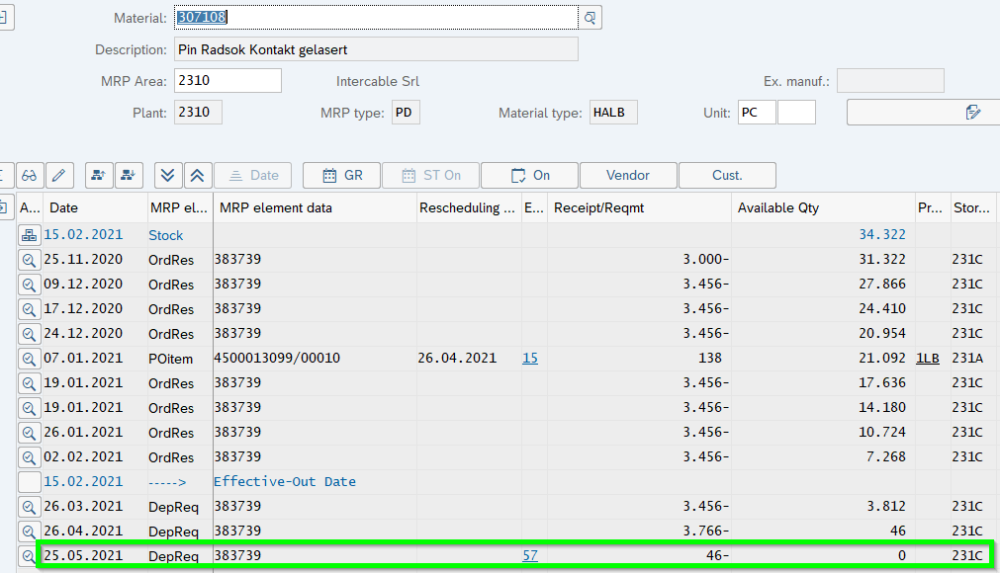 Material: 307108
Description: Pin Radsok Kontakt gelasert
MRP Area: 2310 Intercable Srl Ex. manuf.:
Plant: 2310 MRP type: PD Material type: HALB Unit: PC
Date GR ST On On Vendor Cust.
A... Date MRP el... MRP element data Rescheduling ... E... Receipt/Reqmt Available Qty Pr... Stor...
15.02.2021 Stock 34.322
25.11.2020 OrdRes 383739 3.000- 31.322 231C
09.12.2020 OrdRes 383739 3.456- 27.866 231C
17.12.2020 OrdRes 383739 3.456- 24.410 231C
24.12.2020 OrdRes 383739 3.456- 20.954 231C
07.01.2021 POitem 4500013099/00010 26.04.2021 15 138 21.092 1LB 231A
19.01.2021 OrdRes 383739 3.456- 17.636 231C
19.01.2021 OrdRes 383739 3.456- 14.180 231C
26.01.2021 OrdRes 383739 3.456- 10.724 231C
02.02.2021 OrdRes 383739 3.456- 7.268 231C
15.02.2021 -----> Effective-Out Date
26.03.2021 DepReq 383739 3.456- 3.812 231C
26.04.2021 DepReq 383739 3.766- 46 231C
25.05.2021 DepReq 383739 57 46- 0 231C